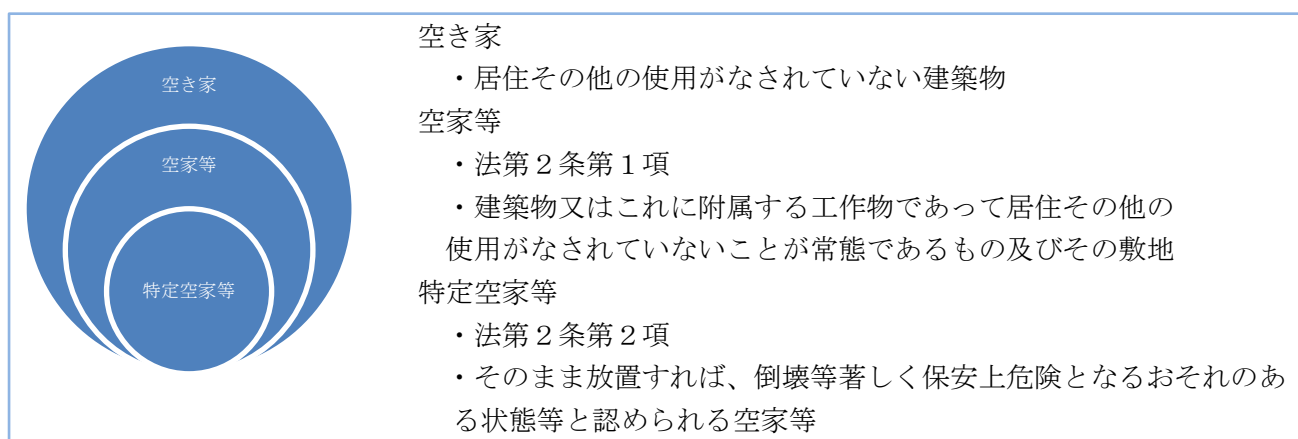 空き家
空家等
特定空家等
空き家
・居住その他の使用がなされていない建築物
空家等
・法第２条第１項
・建築物又はこれに附属する工作物であって居住その他の
使用がなされていないことが常態であるもの及びその敷地
特定空家等
・法第２条第２項
・そのまま放置すれば、倒壊等著しく保安上危険となるおそれのあ
る状態等と認められる空家等